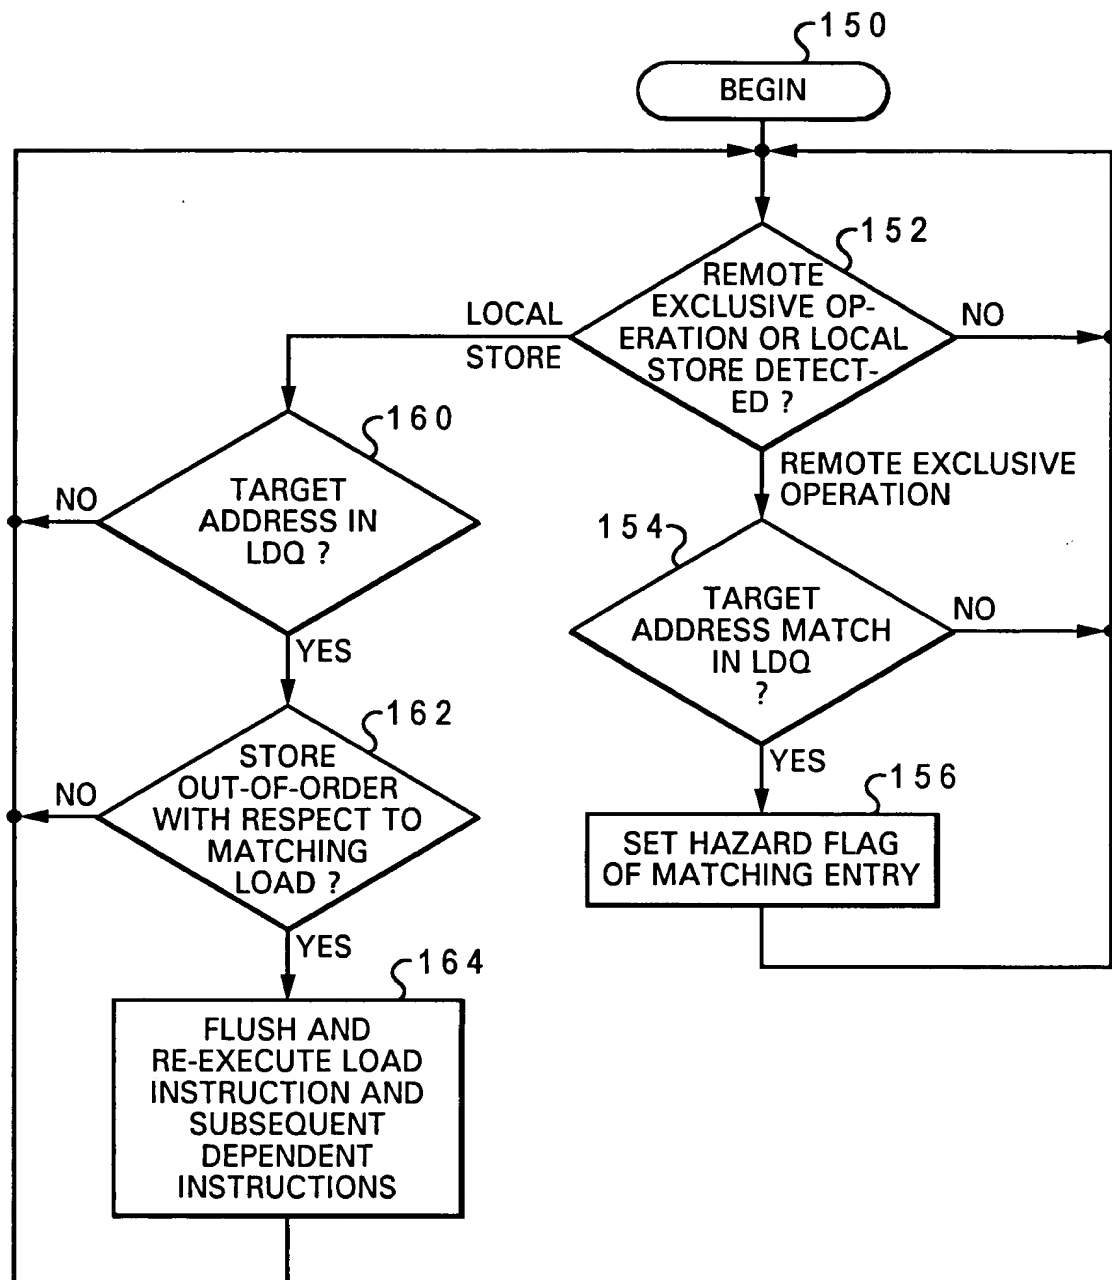 150
BEGIN
152
REMOTE
EXCLUSIVE OP-
ERATION OR LOCAL
STORE DETECT-
ED ?
NO
LOCAL
STORE
160
TARGET
ADDRESS IN
LDQ ?
NO
YES
REMOTE EXCLUSIVE
OPERATION
154
TARGET
ADDRESS MATCH
IN LDQ
?
NO
YES
162
STORE
OUT-OF-ORDER
WITH RESPECT TO
MATCHING
LOAD ?
NO
YES
156
SET HAZARD FLAG
OF MATCHING ENTRY
164
FLUSH AND
RE-EXECUTE LOAD
INSTRUCTION AND
SUBSEQUENT
DEPENDENT
INSTRUCTIONS